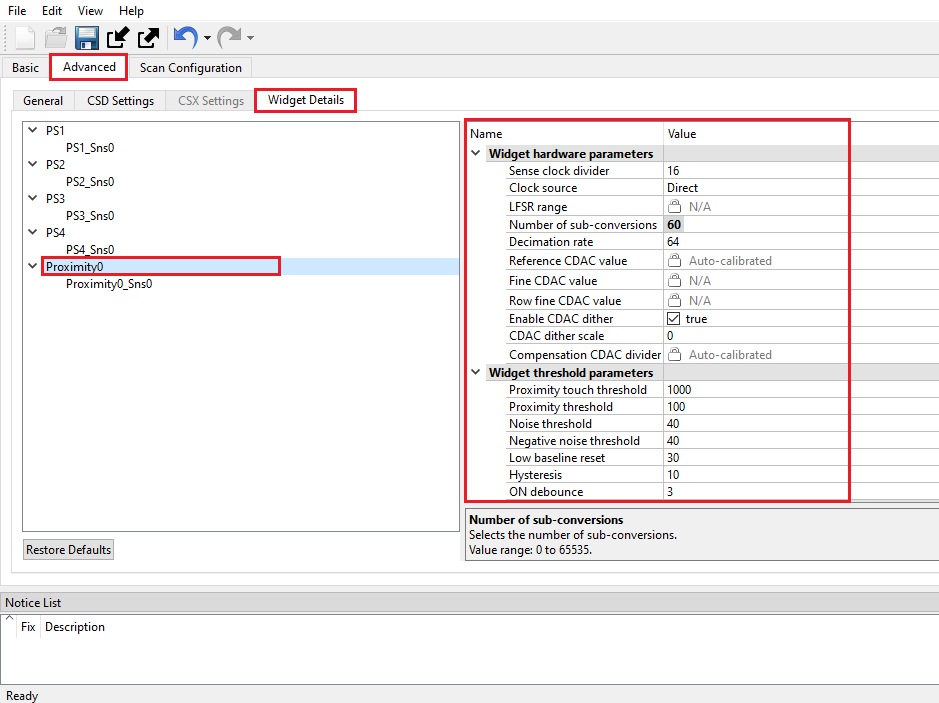 File Edit View Help
Basic Advanced Scan Configuration
General CSD Settings CSX Settings Widget Details
PS1
PS1_Sns0
PS2
PS2_Sns0
PS3
PS3_Sns0
PS4
PS4_Sns0
Proximity0
Proximity0_Sns0
Restore Defaults
Name Value
Widget hardware parameters
Sense clock divider 16
Clock source Direct
LFSR range N/A
Number of sub-conversions 60
Decimation rate 64
Reference CDAC value Auto-calibrated
Fine CDAC value N/A
Row fine CDAC value N/A
Enable CDAC dither true
CDAC dither scale 0
Compensation CDAC divider Auto-calibrated
Widget threshold parameters
Proximity touch threshold 1000
Proximity threshold 100
Noise threshold 40
Negative noise threshold 40
Low baseline reset 30
Hysteresis 10
ON debounce 3
Number of sub-conversions
Selects the number of sub-conversions.
Value range: 0 to 65535.
Notice List
Fix Description
Ready